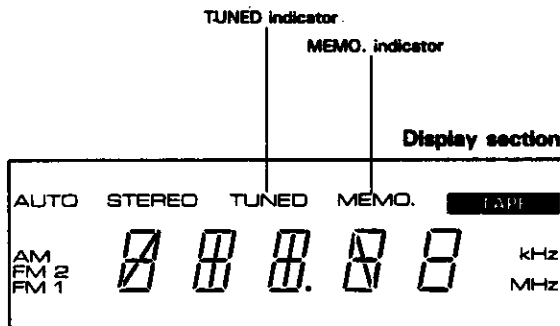 TUNED indicator
MEMO. indicator
Display section
AUTO STEREO TUNED MEMO. TAPE
AM
FM 2
FM 1
kHz
MHz